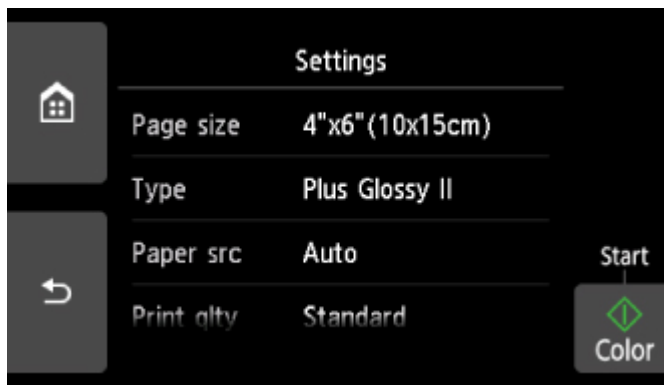 Settings
Page size 4"x6"(10x15cm)
Type Plus Glossy II
Paper src Auto
Print qlty Standard
Start
Color